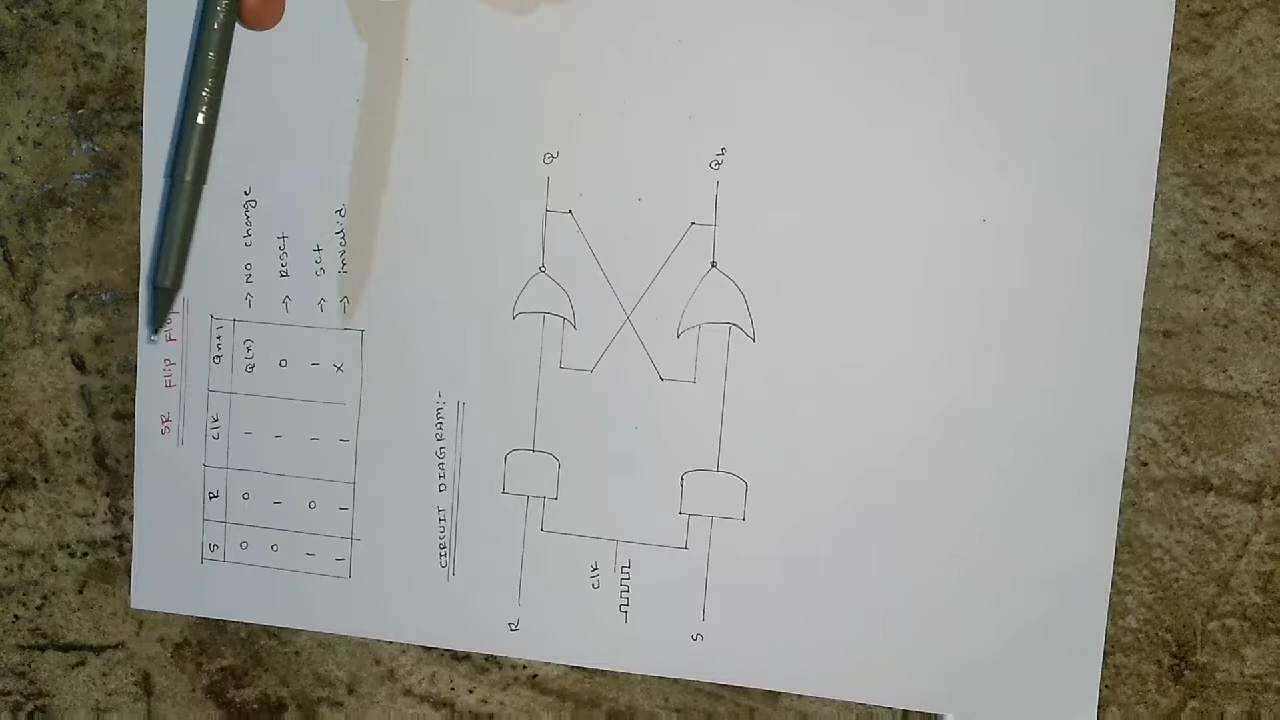 SR Flip Flop
S R Clk Qn+1
0 0 1 Q(n) → NO change
0 1 1 0 → Reset
1 0 1 1 → set
1 1 1 X → invalid
CIRCUIT DIAGRAM:-
R
Q
Clk
S
Qb